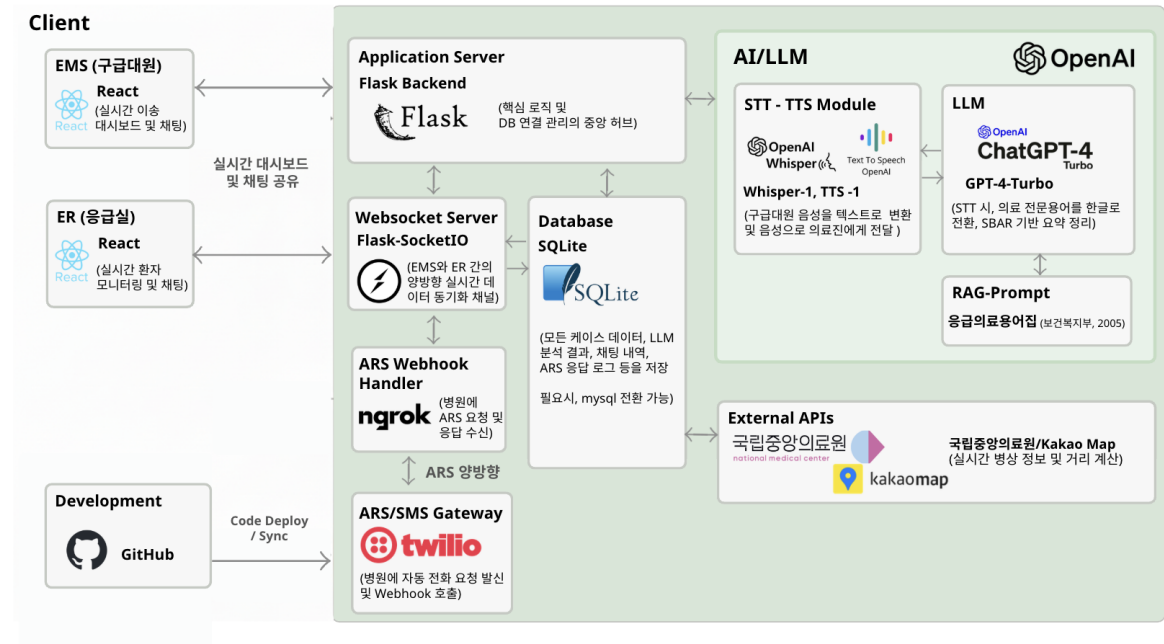 Client
EMS (구급대원)
React
React
(실시간 이송
대시보드 및 채팅)
실시간 대시보드
및 채팅 공유
ER (응급실)
React
React
(실시간 환자
모니터링 및 채팅)
Development
GitHub
Code Deploy
/ Sync
Application Server
Flask Backend
Flask
(핵심 로직 및
DB 연결 관리의 중앙 허브)
Websocket Server
Flask-SocketIO
(EMS와 ER 간의
양방향 실시간 데
이터 동기화 채널)
ARS Webhook
Handler
ngrok
(병원에
ARS 요청 및
응답 수신)
ARS 양방향
ARS/SMS Gateway
twilio
(병원에 자동 전화 요청 발신
및 Webhook 호출)
Database
SQLite
SQLite
(모든 케이스 데이터, LLM
분석 결과, 채팅 내역,
ARS 응답 로그 등을 저장
필요시, mysql 전환 가능)
AI/LLM
OpenAI
STT - TTS Module
OpenAI
Whisper
Text To Speech
OpenAI
Whisper-1, TTS -1
(구급대원 음성을 텍스트로 변환
및 음성으로 의료진에게 전달 )
LLM
OpenAI
ChatGPT-4
Turbo
GPT-4-Turbo
(STT 시, 의료 전문용어를 한글로
전환, SBAR 기반 요약 정리)
RAG-Prompt
응급의료용어집 (보건복지부, 2005)
External APIs
국립중앙의료원
national medical center
kakaomap
국립중앙의료원/Kakao Map
(실시간 병상 정보 및 거리 계산)